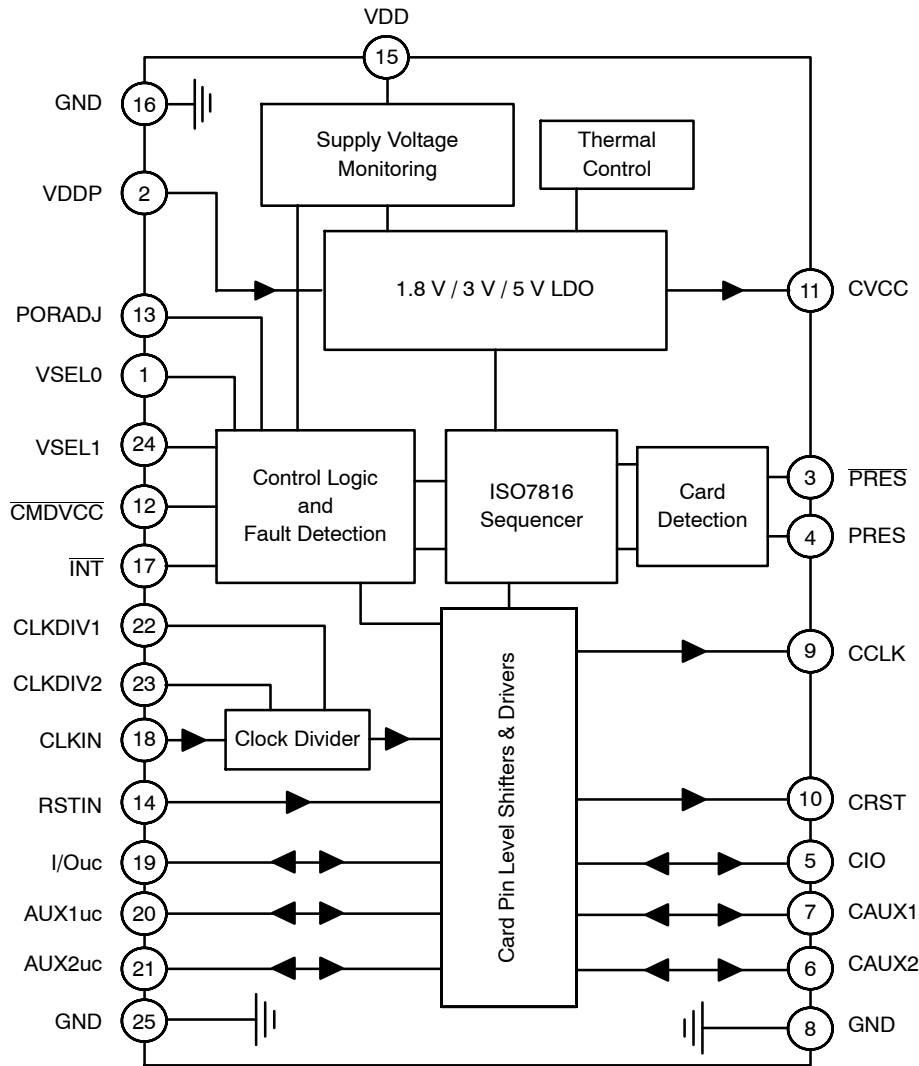 VDD
15
GND
16
Supply Voltage
Monitoring
Thermal
Control
VDDP
2
1.8 V / 3 V / 5 V LDO
11
CVCC
PORADJ
13
VSEL0
1
VSEL1
24
CMDVCC
12
INT
17
Control Logic
and
Fault Detection
ISO7816
Sequencer
Card
Detection
3
PRES
4
PRES
CLKDIV1
22
CLKDIV2
23
CLKIN
18
Clock Divider
Card Pin Level Shifters & Drivers
9
CCLK
RSTIN
14
10
CRST
I/Ouc
19
5
CIO
AUX1uc
20
7
CAUX1
AUX2uc
21
6
CAUX2
GND
25
8
GND